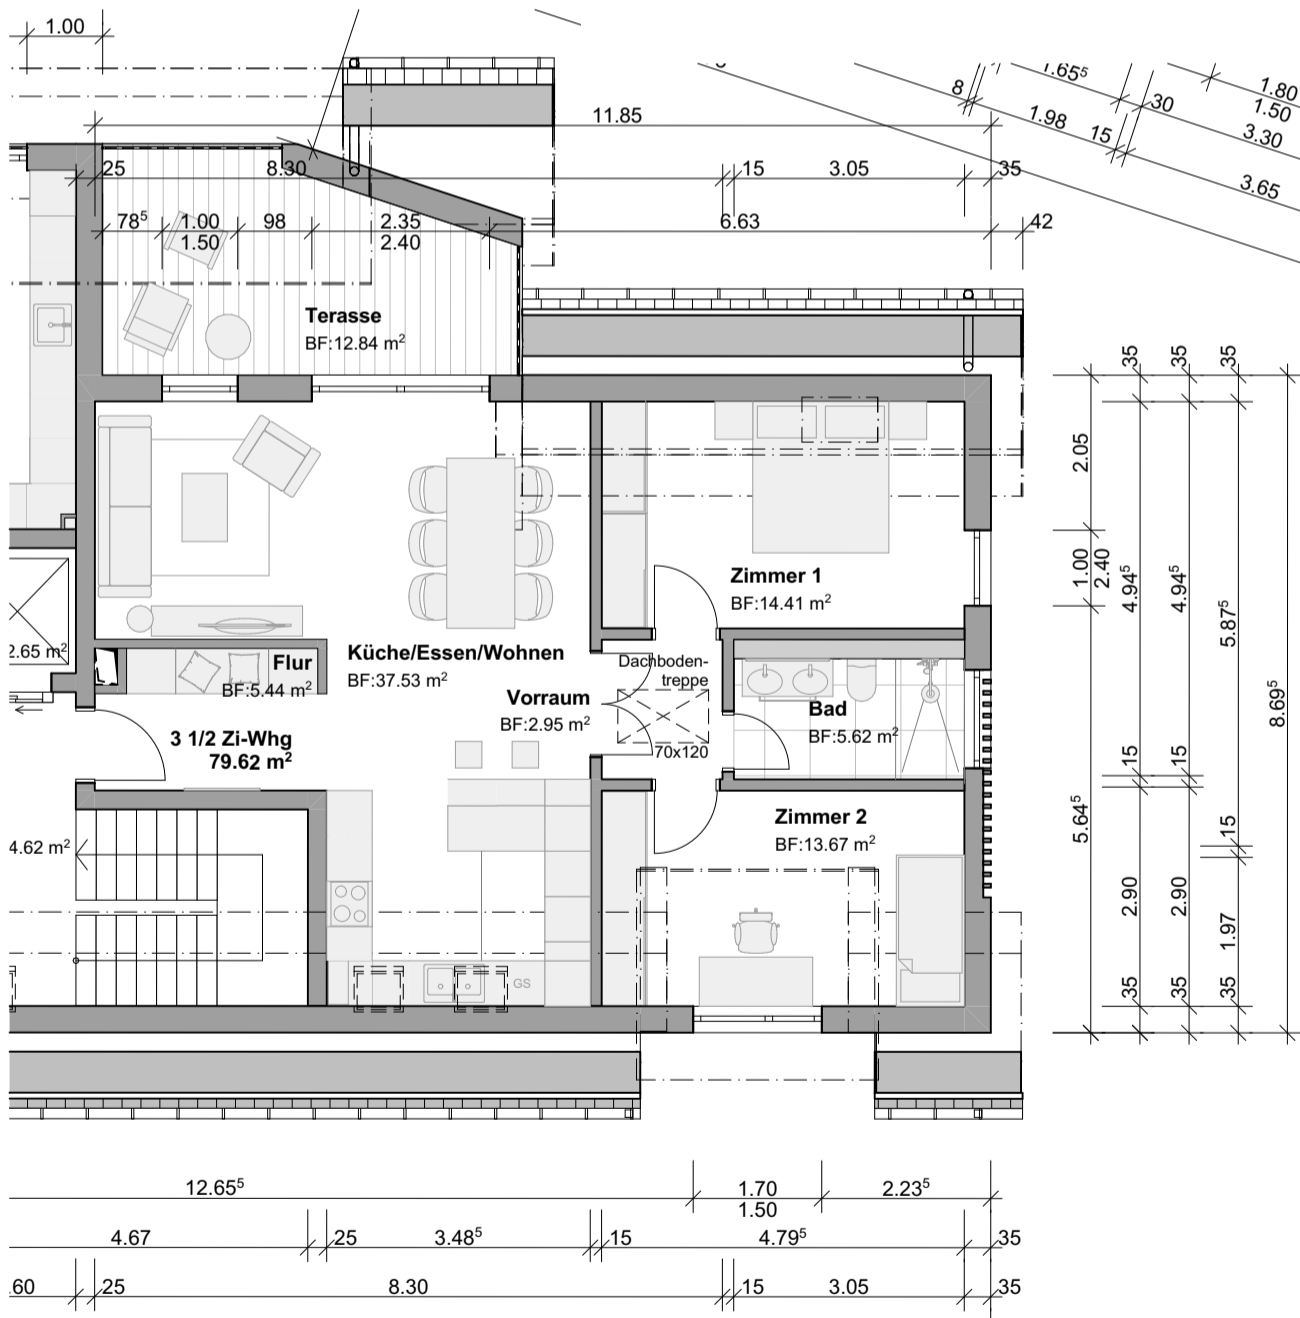 1.00
11.85
25
8.30
15
3.05
35
78⁵
1.00
98
2.35
6.63
42
1.50
2.40
8
1.65⁵
30
1.80
1.50
1.98
15
3.30
3.65
Terasse
BF:12.84 m²
35
35
35
2.05
1.00
2.40
4.94⁵
4.94⁵
5.87⁵
8.69⁵
Zimmer 1
BF:14.41 m²
2.65 m²
Flur
BF:5.44 m²
Küche/Essen/Wohnen
BF:37.53 m²
Dachboden-
treppe
Vorraum
BF:2.95 m²
70x120
Bad
BF:5.62 m²
3 1/2 Zi-Whg
79.62 m²
15
15
5.64⁵
15
Zimmer 2
BF:13.67 m²
4.62 m²
2.90
2.90
1.97
GS
35
35
35
12.65⁵
1.70
2.23⁵
1.50
4.67
25
3.48⁵
15
4.79⁵
35
.60
25
8.30
15
3.05
35